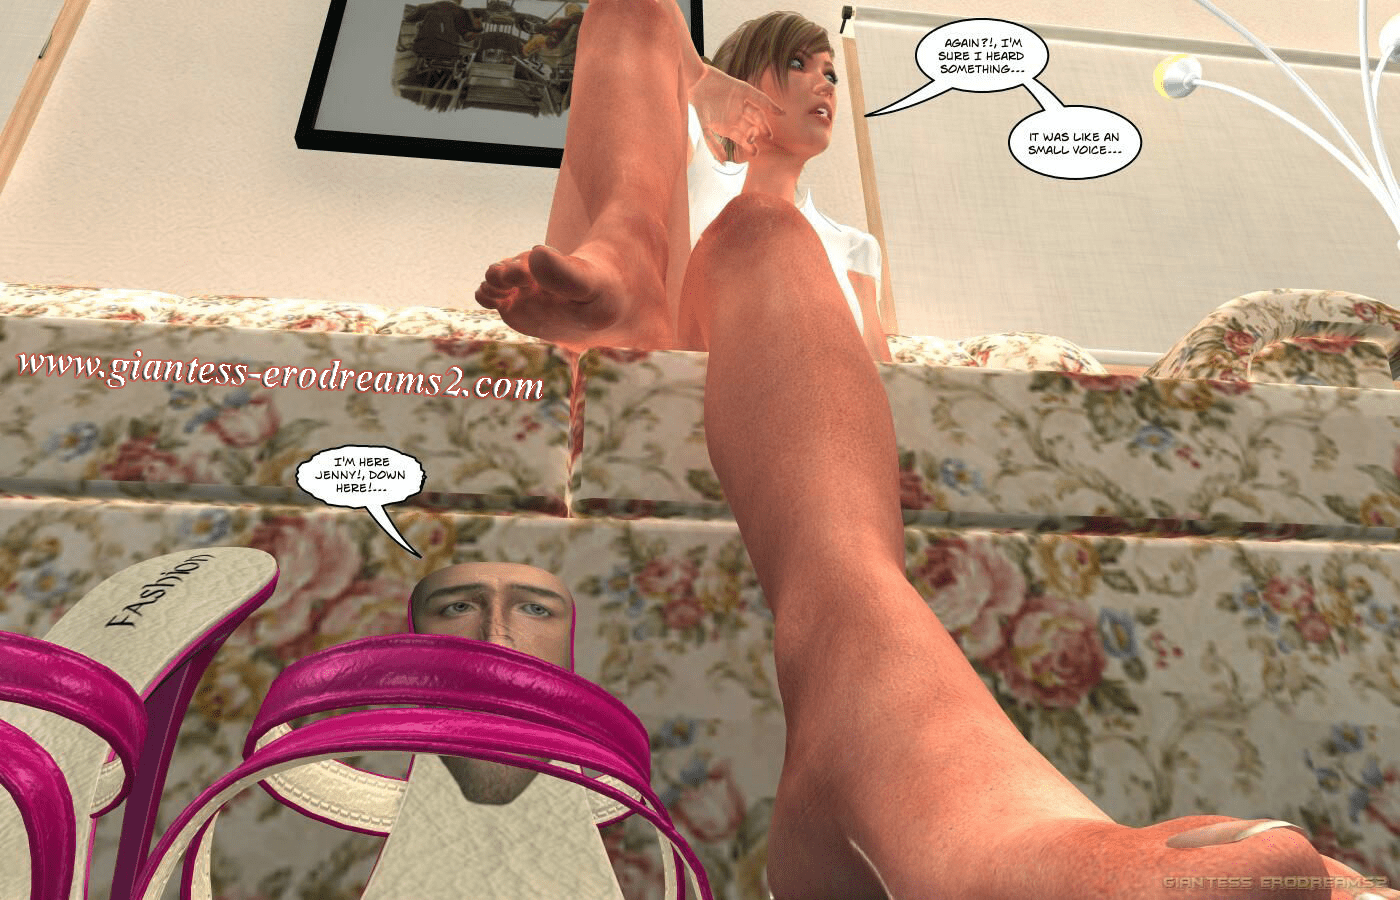 AGAIN?!, I'M
SURE I HEARD
SOMETHING...
IT WAS LIKE AN
SMALL VOICE...
www.giantess-erodreams2.com
I'M HERE
JENNY!, DOWN
HERE!...
FAShION
GIANTESS ERODREAMS2